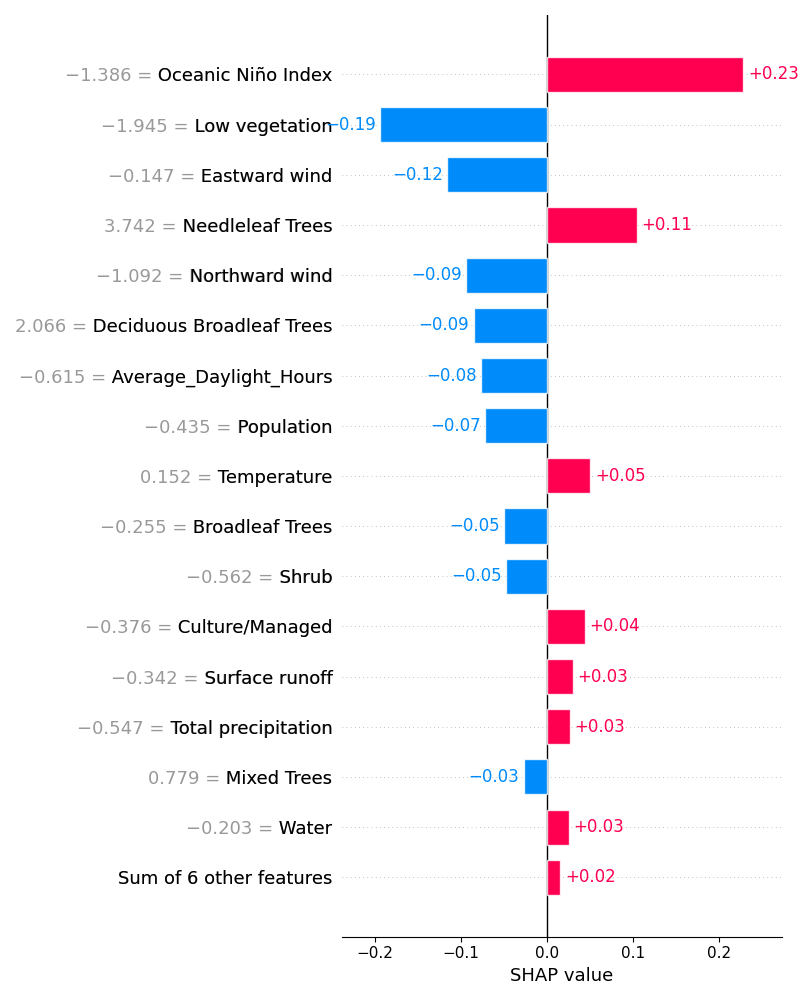 −1.386 = Oceanic Niño Index +0.23
−1.945 = Low vegetation −0.19
−0.147 = Eastward wind −0.12
3.742 = Needleleaf Trees +0.11
−1.092 = Northward wind −0.09
2.066 = Deciduous Broadleaf Trees −0.09
−0.615 = Average_Daylight_Hours −0.08
−0.435 = Population −0.07
0.152 = Temperature +0.05
−0.255 = Broadleaf Trees −0.05
−0.562 = Shrub −0.05
−0.376 = Culture/Managed +0.04
−0.342 = Surface runoff +0.03
−0.547 = Total precipitation +0.03
0.779 = Mixed Trees −0.03
−0.203 = Water +0.03
Sum of 6 other features +0.02
−0.2 −0.1 0.0 0.1 0.2
SHAP value